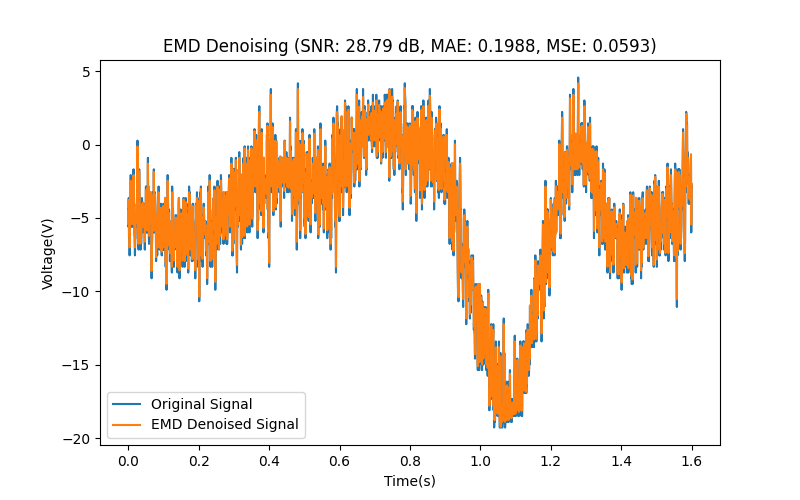 EMD Denoising (SNR: 28.79 dB, MAE: 0.1988, MSE: 0.0593)
5
0
−5
−10
−15
−20
Voltage(V)
Original Signal
EMD Denoised Signal
0.0 0.2 0.4 0.6 0.8 1.0 1.2 1.4 1.6
Time(s)